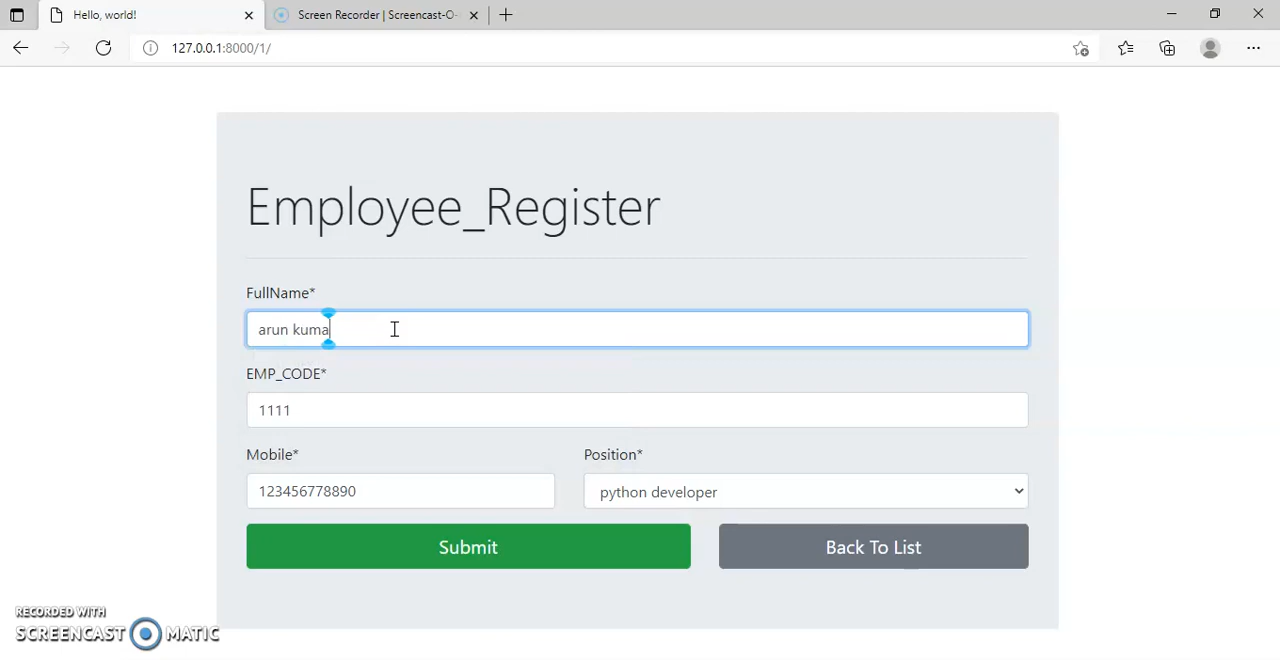 Hello, world!
Screen Recorder | Screencast-O-
127.0.0.1:8000/1/
Employee_Register
FullName*
arun kuma
EMP_CODE*
1111
Mobile* Position*
123456778890 python developer
Submit Back To List
RECORDED WITH
SCREENCAST MATIC